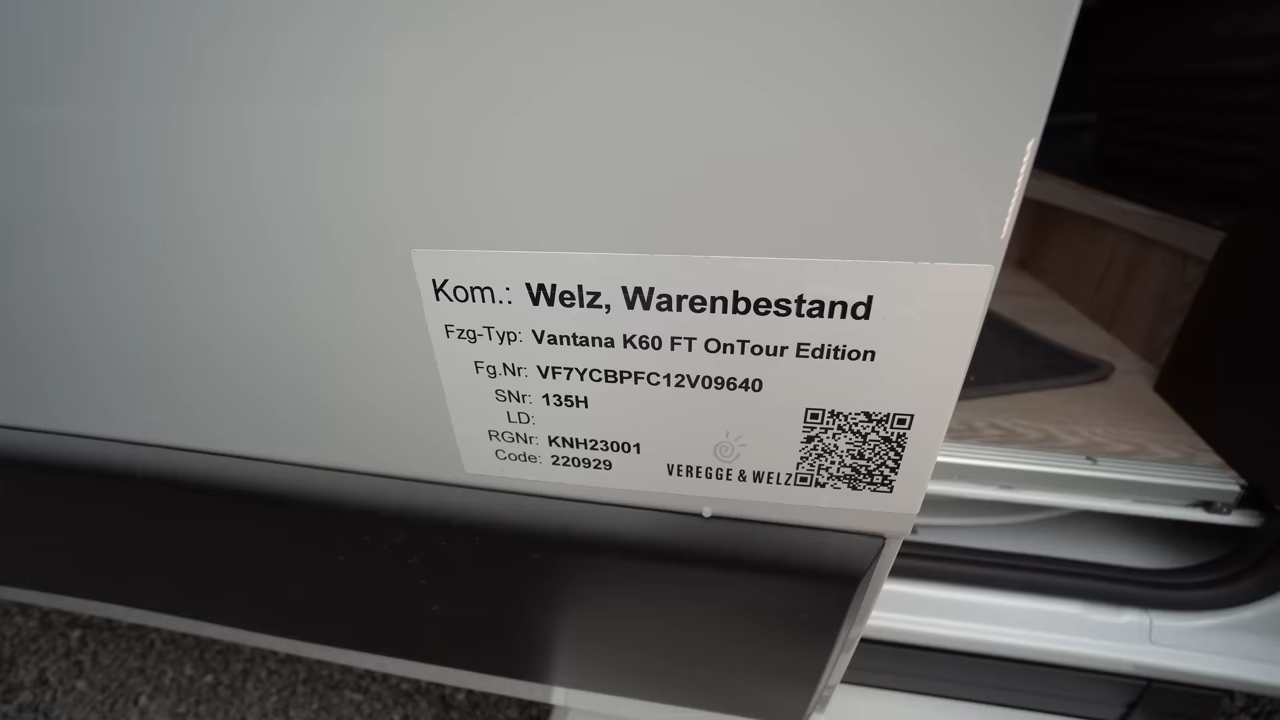 Kom.: Welz, Warenbestand
Fzg-Typ: Vantana K60 FT OnTour Edition
Fg.Nr: VF7YCBPFC12V09640
SNr: 135H
LD:
RGNr: KNH23001
Code: 220929
VEREGGE & WELZ